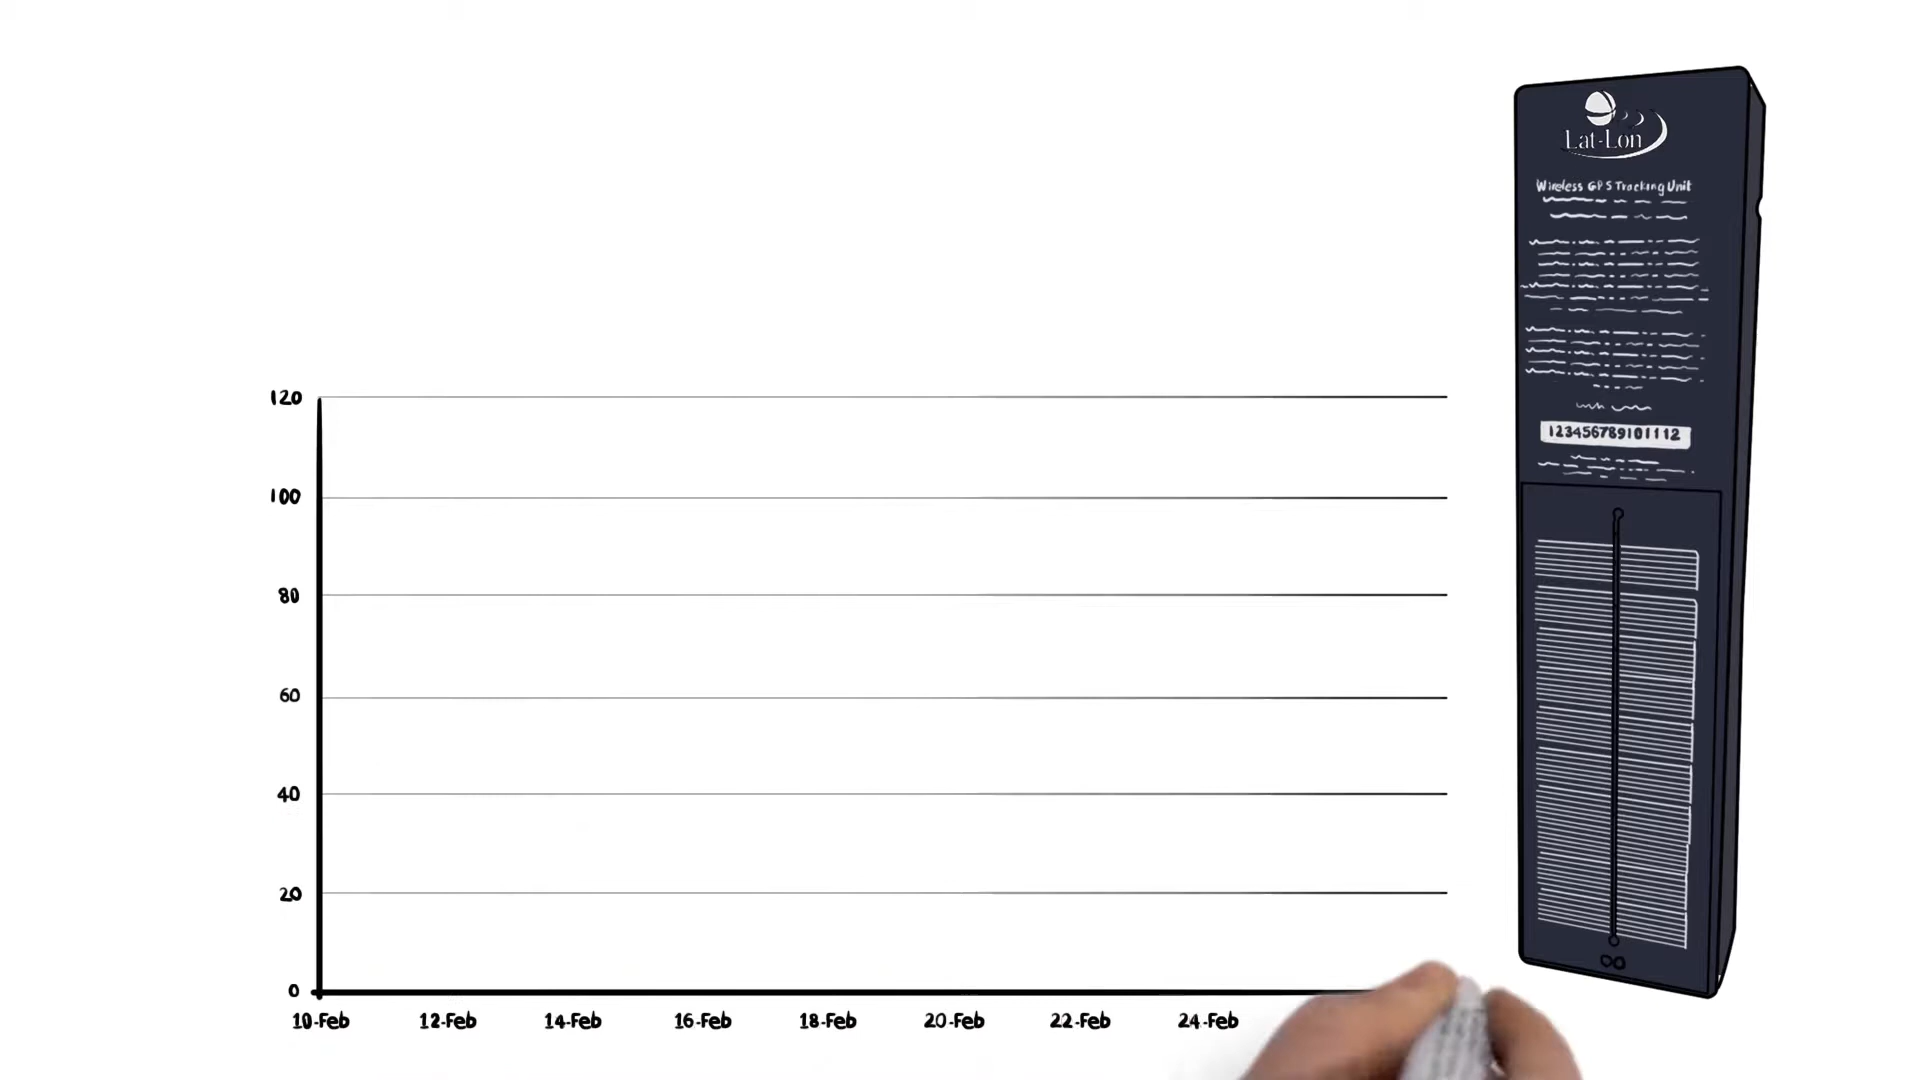 Lat-Lon
Wireless GPS Tracking Unit
123456789101112
120
100
80
60
40
20
0
10-Feb 12-Feb 14-Feb 16-Feb 18-Feb 20-Feb 22-Feb 24-Feb